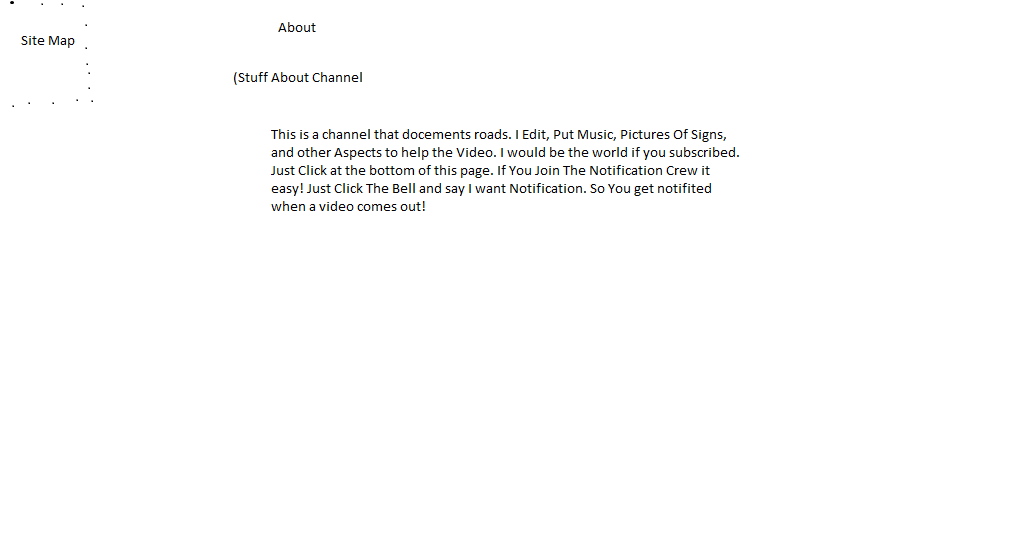 About
Site Map
(Stuff About Channel
This is a channel that docements roads. I Edit, Put Music, Pictures Of Signs,
and other Aspects to help the Video. I would be the world if you subscribed.
Just Click at the bottom of this page. If You Join The Notification Crew it
easy! Just Click The Bell and say I want Notification. So You get notifited
when a video comes out!